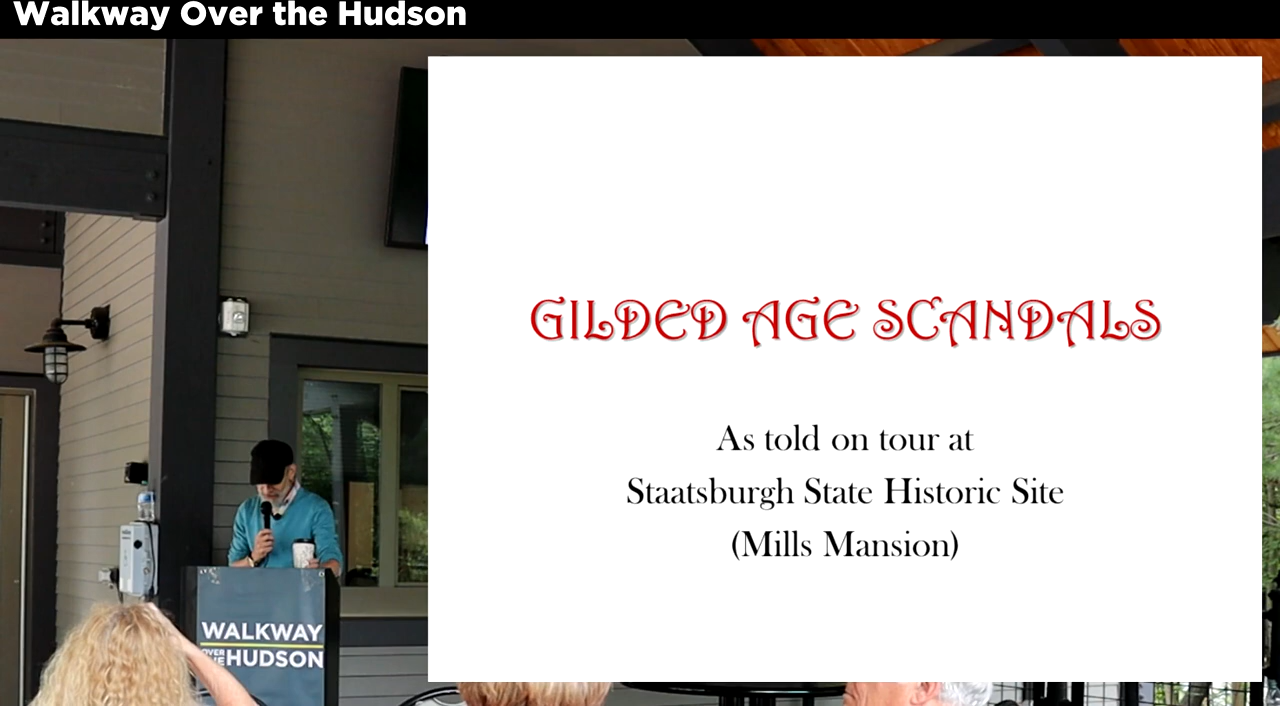 Walkway Over the Hudson
GILDED AGE SCANDALS
As told on tour at
Staatsburgh State Historic Site
(Mills Mansion)
WALKWAY
OVER THE HUDSON